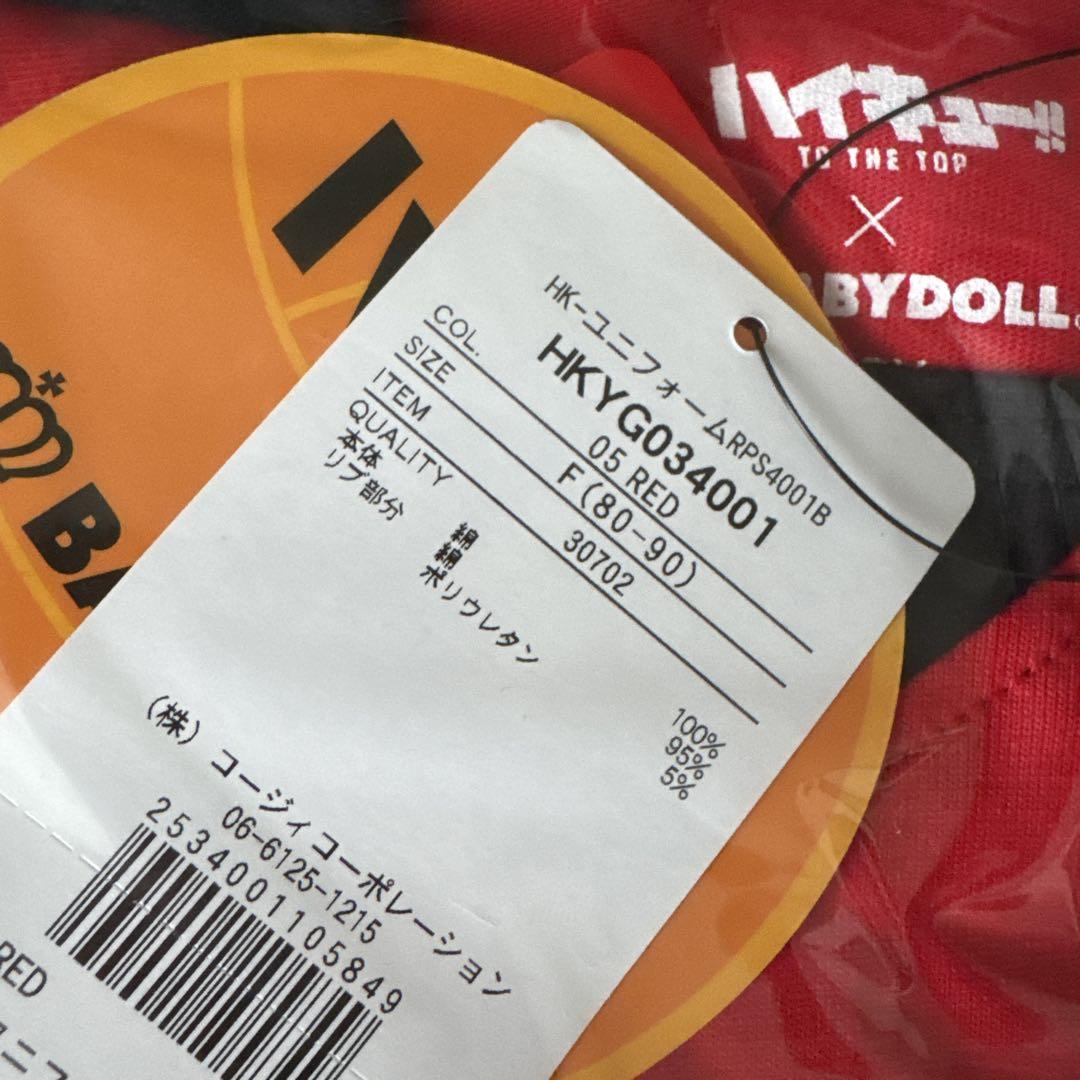 ハイキュー!!
TO THE TOP
×
BYDOLL
HK-ユニフォームRPS4001B
HKYG034001
COL. 05 RED
SIZE F(80-90)
ITEM 30702
QUALITY
本体 綿 100%
リブ部分 綿 95%
ポリウレタン 5%
(株) コージィコーポレーション
06-6125-1215
2534001105849
RED